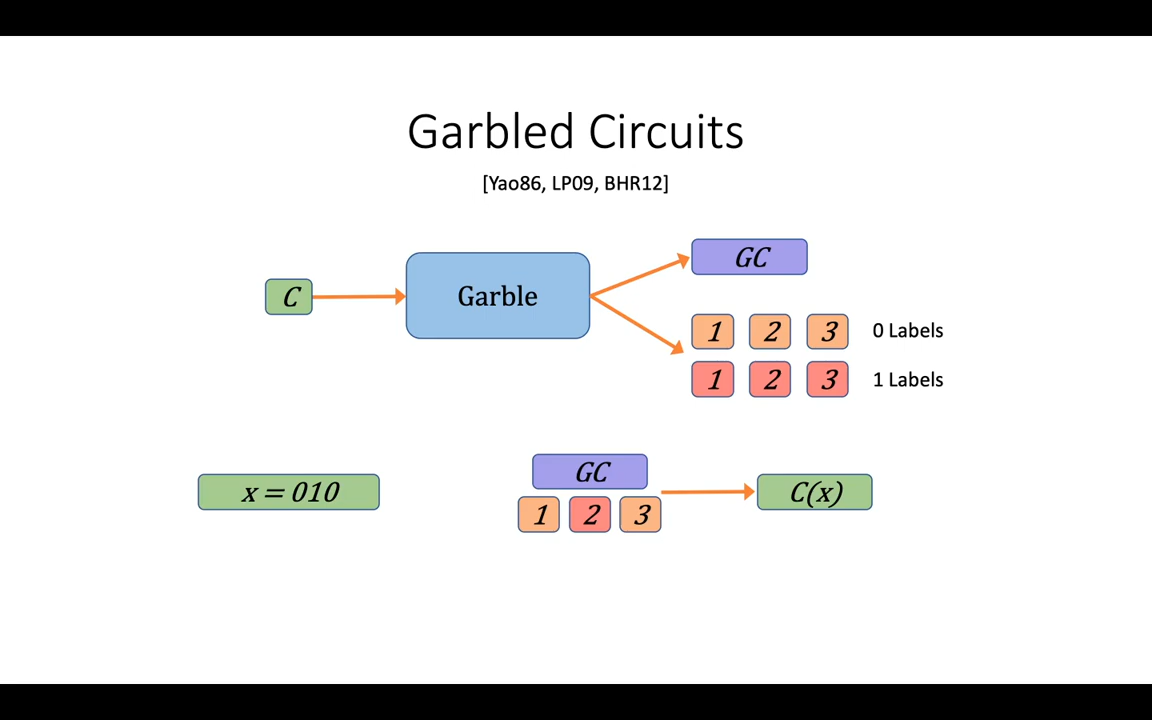 Garbled Circuits
[Yao86, LP09, BHR12]
C
Garble
GC
1 2 3 0 Labels
1 2 3 1 Labels
x = 010
GC
1 2 3
C(x)